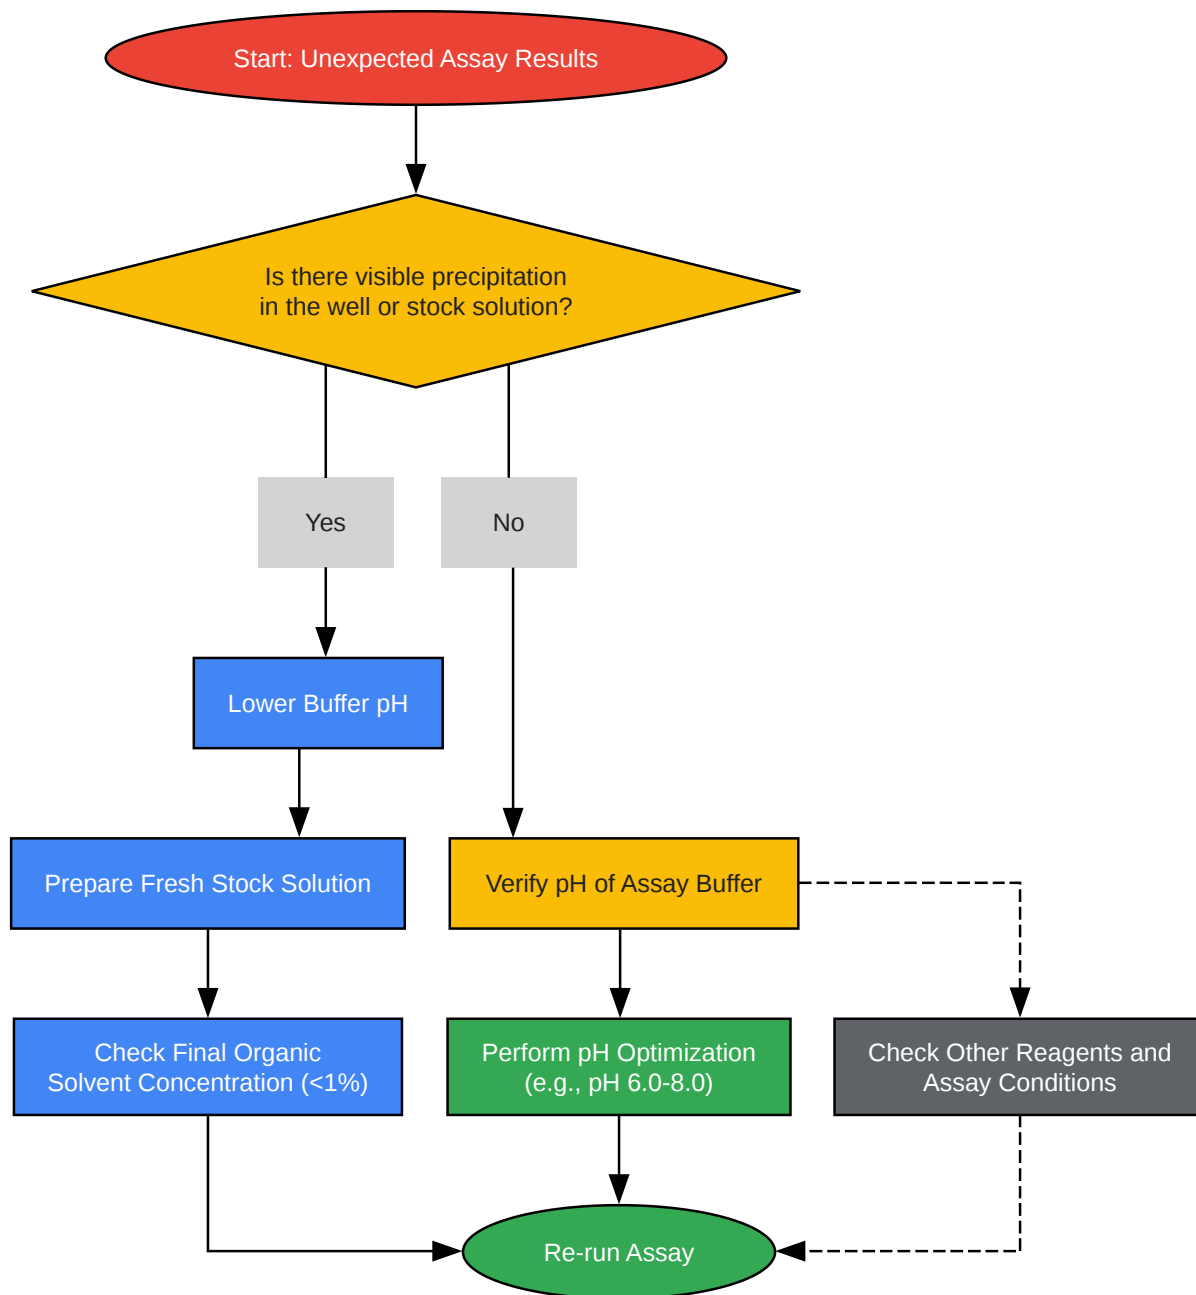 Start: Unexpected Assay Results
Is there visible precipitation
in the well or stock solution?
Yes
No
Lower Buffer pH
Prepare Fresh Stock Solution
Verify pH of Assay Buffer
Check Final Organic
Solvent Concentration (<1%)
Perform pH Optimization
(e.g., pH 6.0-8.0)
Check Other Reagents and
Assay Conditions
Re-run Assay